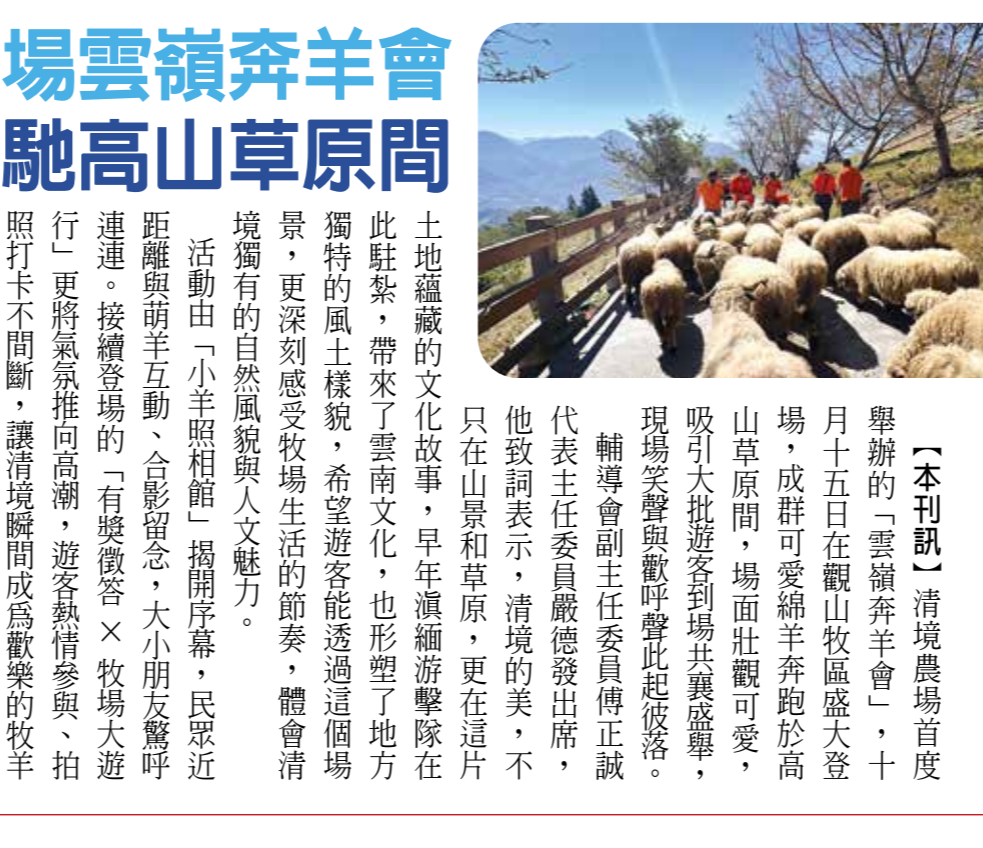 場雲嶺奔羊會
馳高山草原間
【本刊訊】清境農場首度
舉辦的「雲嶺奔羊會」，十
月十五日在觀山牧區盛大登
場，成群可愛綿羊奔跑於高
山草原間，場面壯觀可愛，
吸引大批遊客到場共襄盛舉，
現場笑聲與歡呼聲此起彼落。
輔導會副主任委員傅正誠
代表主任委員嚴德發出席，
他致詞表示，清境的美，不
只在山景和草原，更在這片
土地蘊藏的文化故事，早年滇緬游擊隊在
此駐紮，帶來了雲南文化，也形塑了地方
獨特的風土樣貌，希望遊客能透過這個場
景，更深刻感受牧場生活的節奏，體會清
境獨有的自然風貌與人文魅力。
活動由「小羊照相館」揭開序幕，民眾近
距離與萌羊互動、合影留念，大小朋友驚呼
連連。接續登場的「有獎徵答×牧場大遊
行」更將氣氛推向高潮，遊客熱情參與、拍
照打卡不間斷，讓清境瞬間成爲歡樂的牧羊